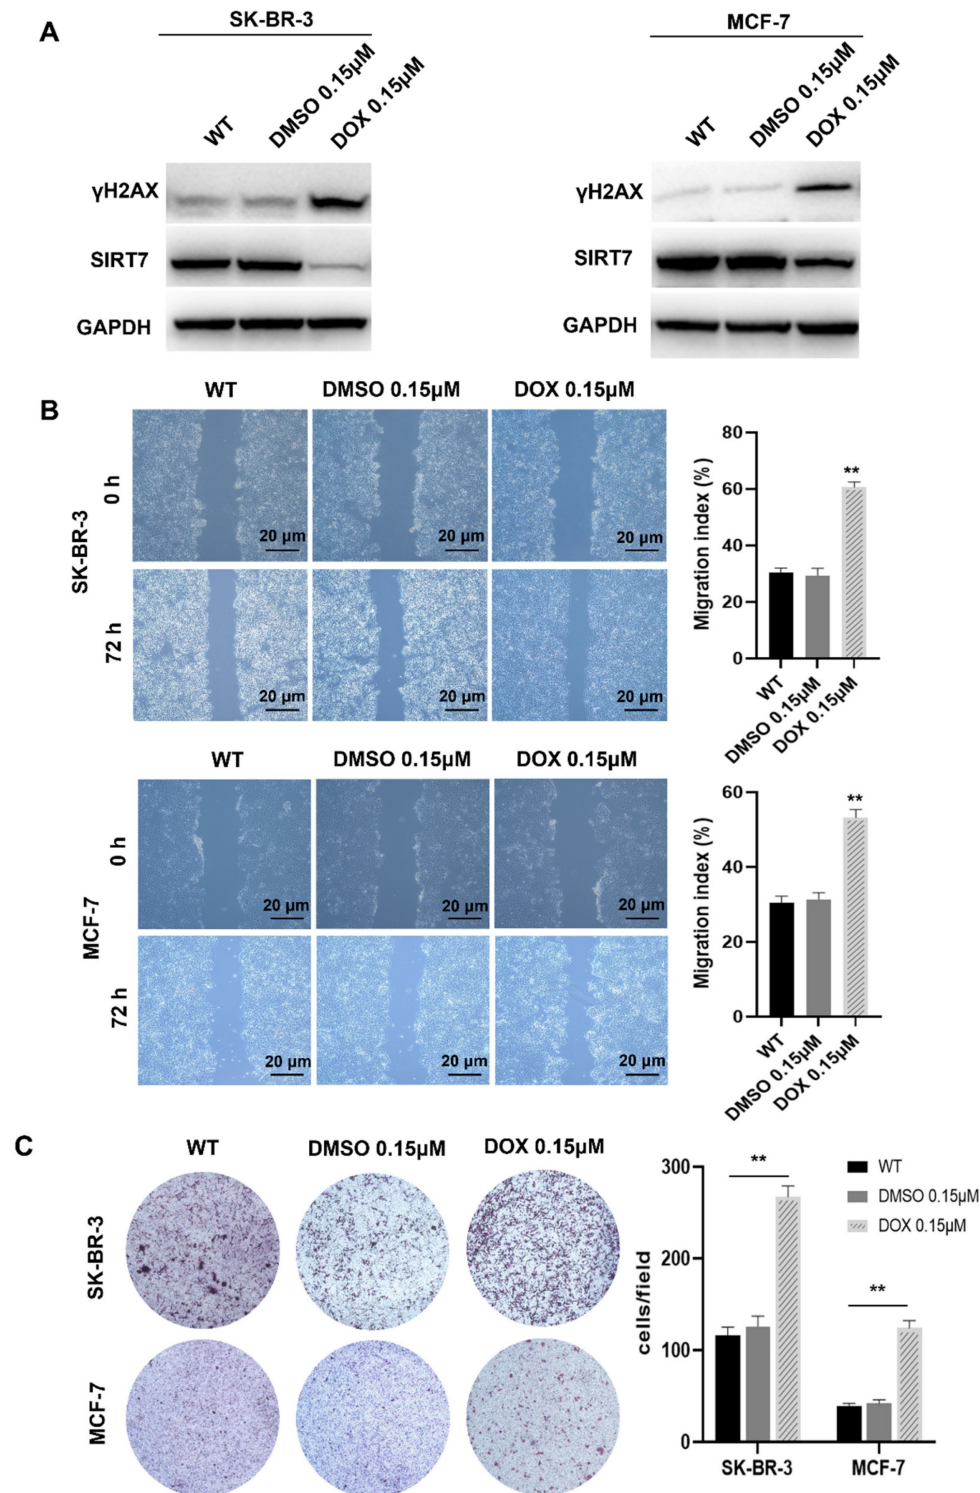 A
SK-BR-3
MCF-7
WT
DMSO 0.15µM
DOX 0.15µM
WT
DMSO 0.15µM
DOX 0.15µM
γH2AX
SIRT7
GAPDH
γH2AX
SIRT7
GAPDH
B
WT
DMSO 0.15µM
DOX 0.15µM
SK-BR-3
0 h
20 µm
20 µm
20 µm
72 h
20 µm
20 µm
20 µm
Migration index (%)
80
60
40
20
0
WT
DMSO 0.15µM
DOX 0.15µM
**
WT
DMSO 0.15µM
DOX 0.15µM
MCF-7
0 h
20 µm
20 µm
20 µm
72 h
20 µm
20 µm
20 µm
Migration index (%)
60
40
20
0
WT
DMSO 0.15µM
DOX 0.15µM
**
C
WT
DMSO 0.15µM
DOX 0.15µM
SK-BR-3
MCF-7
cells/field
300
200
100
0
**
**
SK-BR-3
MCF-7
WT
DMSO 0.15µM
DOX 0.15µM